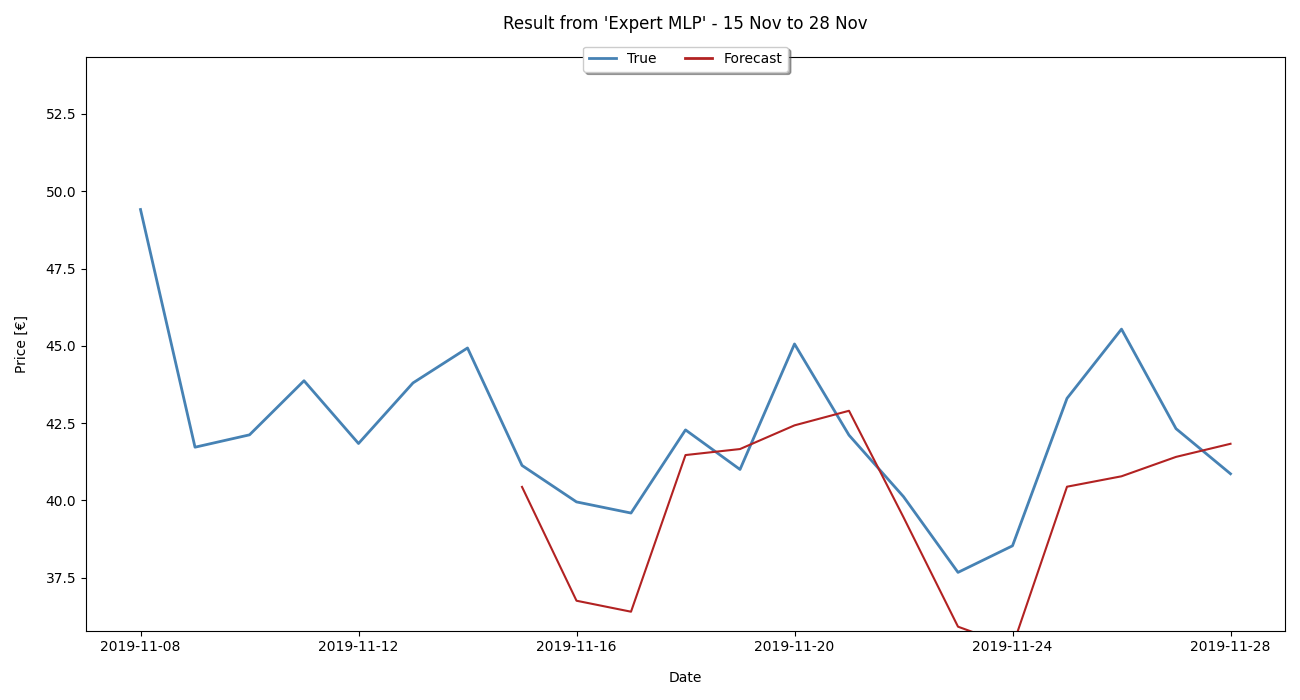 Result from 'Expert MLP' - 15 Nov to 28 Nov
True
Forecast
52.5
50.0
47.5
45.0
42.5
40.0
37.5
Price [€]
2019-11-08
2019-11-12
2019-11-16
2019-11-20
2019-11-24
2019-11-28
Date